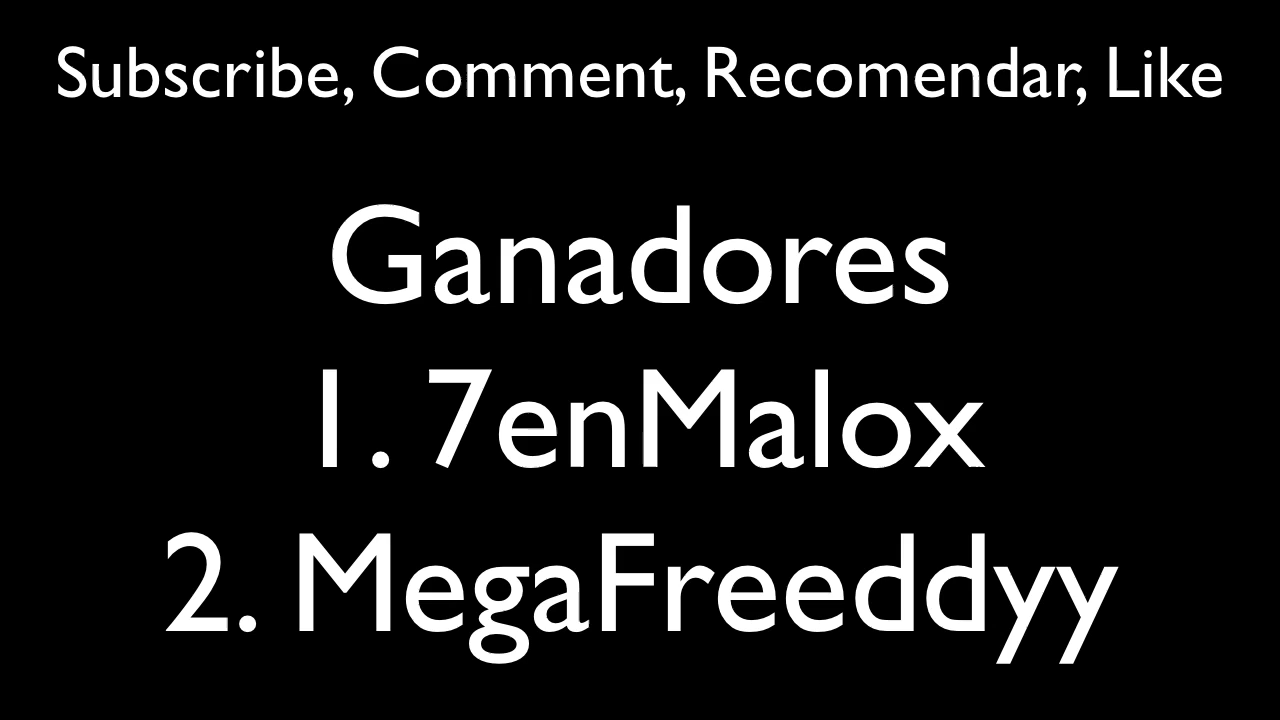 Subscribe, Comment, Recomendar, Like
Ganadores
1. 7enMalox
2. MegaFreeddyy